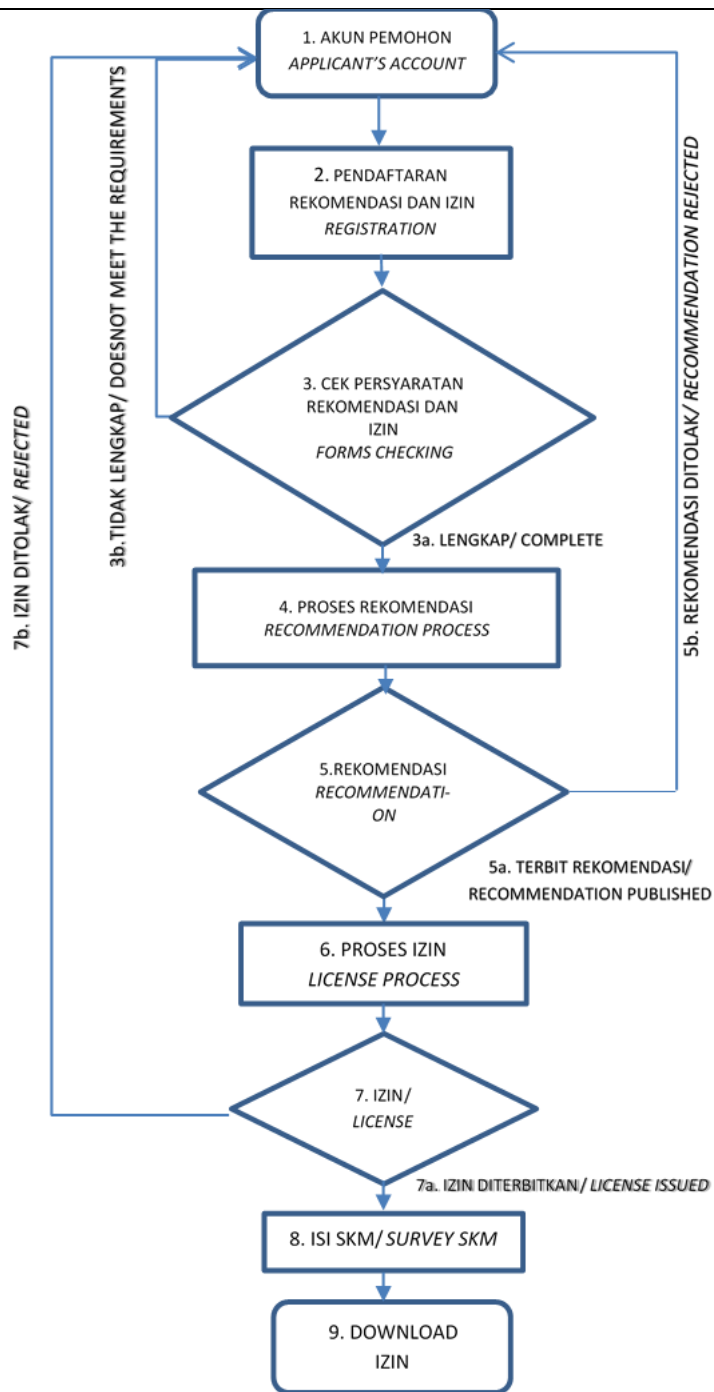 1. AKUN PEMOHON
APPLICANT'S ACCOUNT
2. PENDAFTARAN
REKOMENDASI DAN IZIN
REGISTRATION
3. CEK PERSYARATAN
REKOMENDASI DAN
IZIN
FORMS CHECKING
3a. LENGKAP/ COMPLETE
3b.TIDAK LENGKAP/ DOESNOT MEET THE REQUIREMENTS
4. PROSES REKOMENDASI
RECOMMENDATION PROCESS
5.REKOMENDASI
RECOMMENDATI-
ON
5a. TERBIT REKOMENDASI/
RECOMMENDATION PUBLISHED
5b. REKOMENDASI DITOLAK/ RECOMMENDATION REJECTED
6. PROSES IZIN
LICENSE PROCESS
7. IZIN/
LICENSE
7a. IZIN DITERBITKAN/ LICENSE ISSUED
7b. IZIN DITOLAK/ REJECTED
8. ISI SKM/ SURVEY SKM
9. DOWNLOAD
IZIN